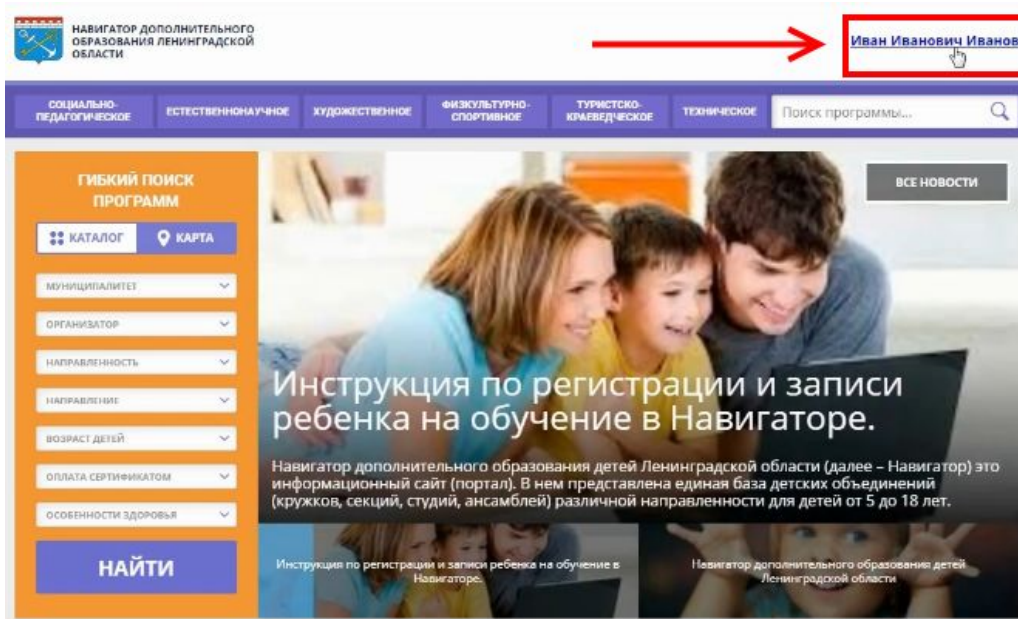 НАВИГАТОР ДОПОЛНИТЕЛЬНОГО
ОБРАЗОВАНИЯ ЛЕНИНГРАДСКОЙ
ОБЛАСТИ
Иван Иванович Иванов
СОЦИАЛЬНО-
ПЕДАГОГИЧЕСКОЕ
ЕСТЕСТВЕННОНАУЧНОЕ
ХУДОЖЕСТВЕННОЕ
ФИЗКУЛЬТУРНО-
СПОРТИВНОЕ
ТУРИСТСКО-
КРАЕВЕДЧЕСКОЕ
ТЕХНИЧЕСКОЕ
Поиск программы...
ГИБКИЙ ПОИСК
ПРОГРАММ
КАТАЛОГ
КАРТА
МУНИЦИПАЛИТЕТ
ОРГАНИЗАТОР
НАПРАВЛЕННОСТЬ
НАПРАВЛЕНИЕ
ВОЗРАСТ ДЕТЕЙ
ОПЛАТА СЕРТИФИКАТОМ
ОСОБЕННОСТИ ЗДОРОВЬЯ
НАЙТИ
ВСЕ НОВОСТИ
Инструкция по регистрации и записи
ребенка на обучение в Навигаторе.
Навигатор дополнительного образования детей Ленинградской области (далее – Навигатор) это
информационный сайт (портал). В нем представлена единая база детских объединений
(кружков, секций, студий, ансамблей) различной направленности для детей от 5 до 18 лет.
Инструкция по регистрации и записи ребенка на обучение в
Навигаторе.
Навигатор дополнительного образования детей
Ленинградской области